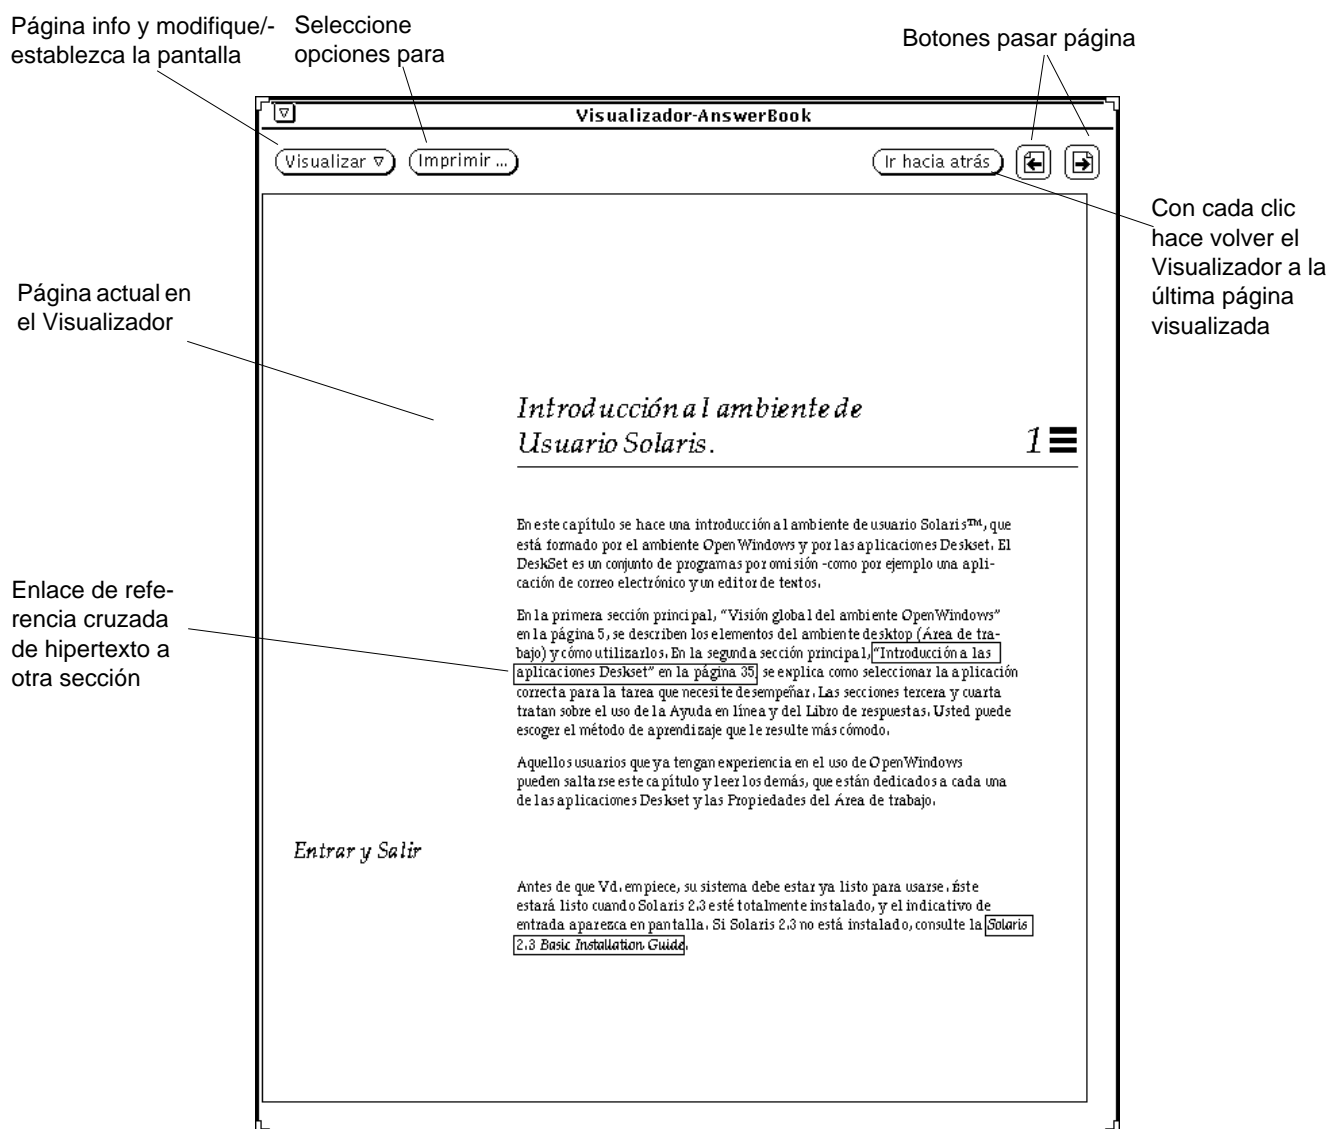 Página info y modifique/-
establezca la pantalla
Seleccione
opciones para
Botones pasar página
Visualizador-AnswerBook
Visualizar
Imprimir ...
Ir hacia atrás
Con cada clic
hace volver el
Visualizador a la
última página
visualizada
Página actual en
el Visualizador
Introducción al ambiente de
Usuario Solaris.
1
En este capítulo se hace una introducción al ambiente de usuario Solaris™, que
está formado por el ambiente OpenWindows y por las aplicaciones Deskset. El
DeskSet es un conjunto de programas por omisión -como por ejemplo una apli-
cación de correo electrónico y un editor de textos.
Enlace de refe-
rencia cruzada
de hipertexto a
otra sección
En la primera sección principal, “Visión global del ambiente OpenWindows”
en la página 5, se describen los elementos del ambiente desktop (Área de tra-
bajo) y cómo utilizarlos. En la segunda sección principal, “Introducción a las
aplicaciones Deskset” en la página 35, se explica como seleccionar la aplicación
correcta para la tarea que necesite desempeñar. Las secciones tercera y cuarta
tratan sobre el uso de la Ayuda en línea y del Libro de respuestas. Usted puede
escoger el método de aprendizaje que le resulte más cómodo.
Aquellos usuarios que ya tengan experiencia en el uso de OpenWindows
pueden saltarse este capítulo y leer los demás, que están dedicados a cada una
de las aplicaciones Deskset y las Propiedades del Área de trabajo.
Entrar y Salir
Antes de que Vd. empiece, su sistema debe estar ya listo para usarse. Éste
estará listo cuando Solaris 2.3 esté totalmente instalado, y el indicativo de
entrada aparezca en pantalla. Si Solaris 2.3 no está instalado, consulte la Solaris
2.3 Basic Installation Guide.